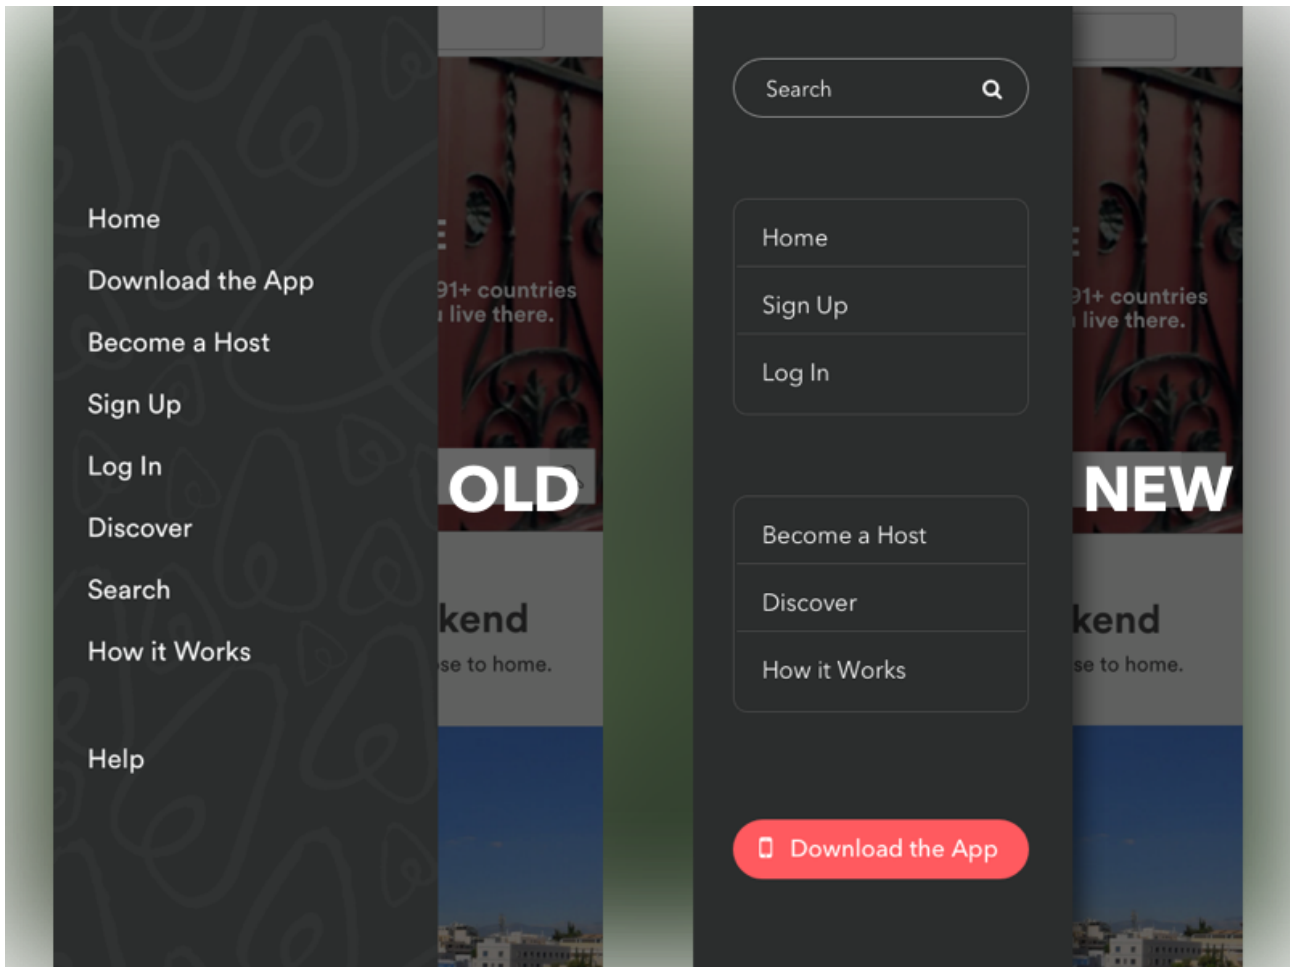 Home
Download the App
Become a Host
Sign Up
Log In
Discover
Search
How it Works
Help
91+ countries
live there.
OLD
kend
se to home.
Search
Home
Sign Up
Log In
Become a Host
Discover
How it Works
Download the App
E
91+ countries
live there.
NEW
kend
se to home.